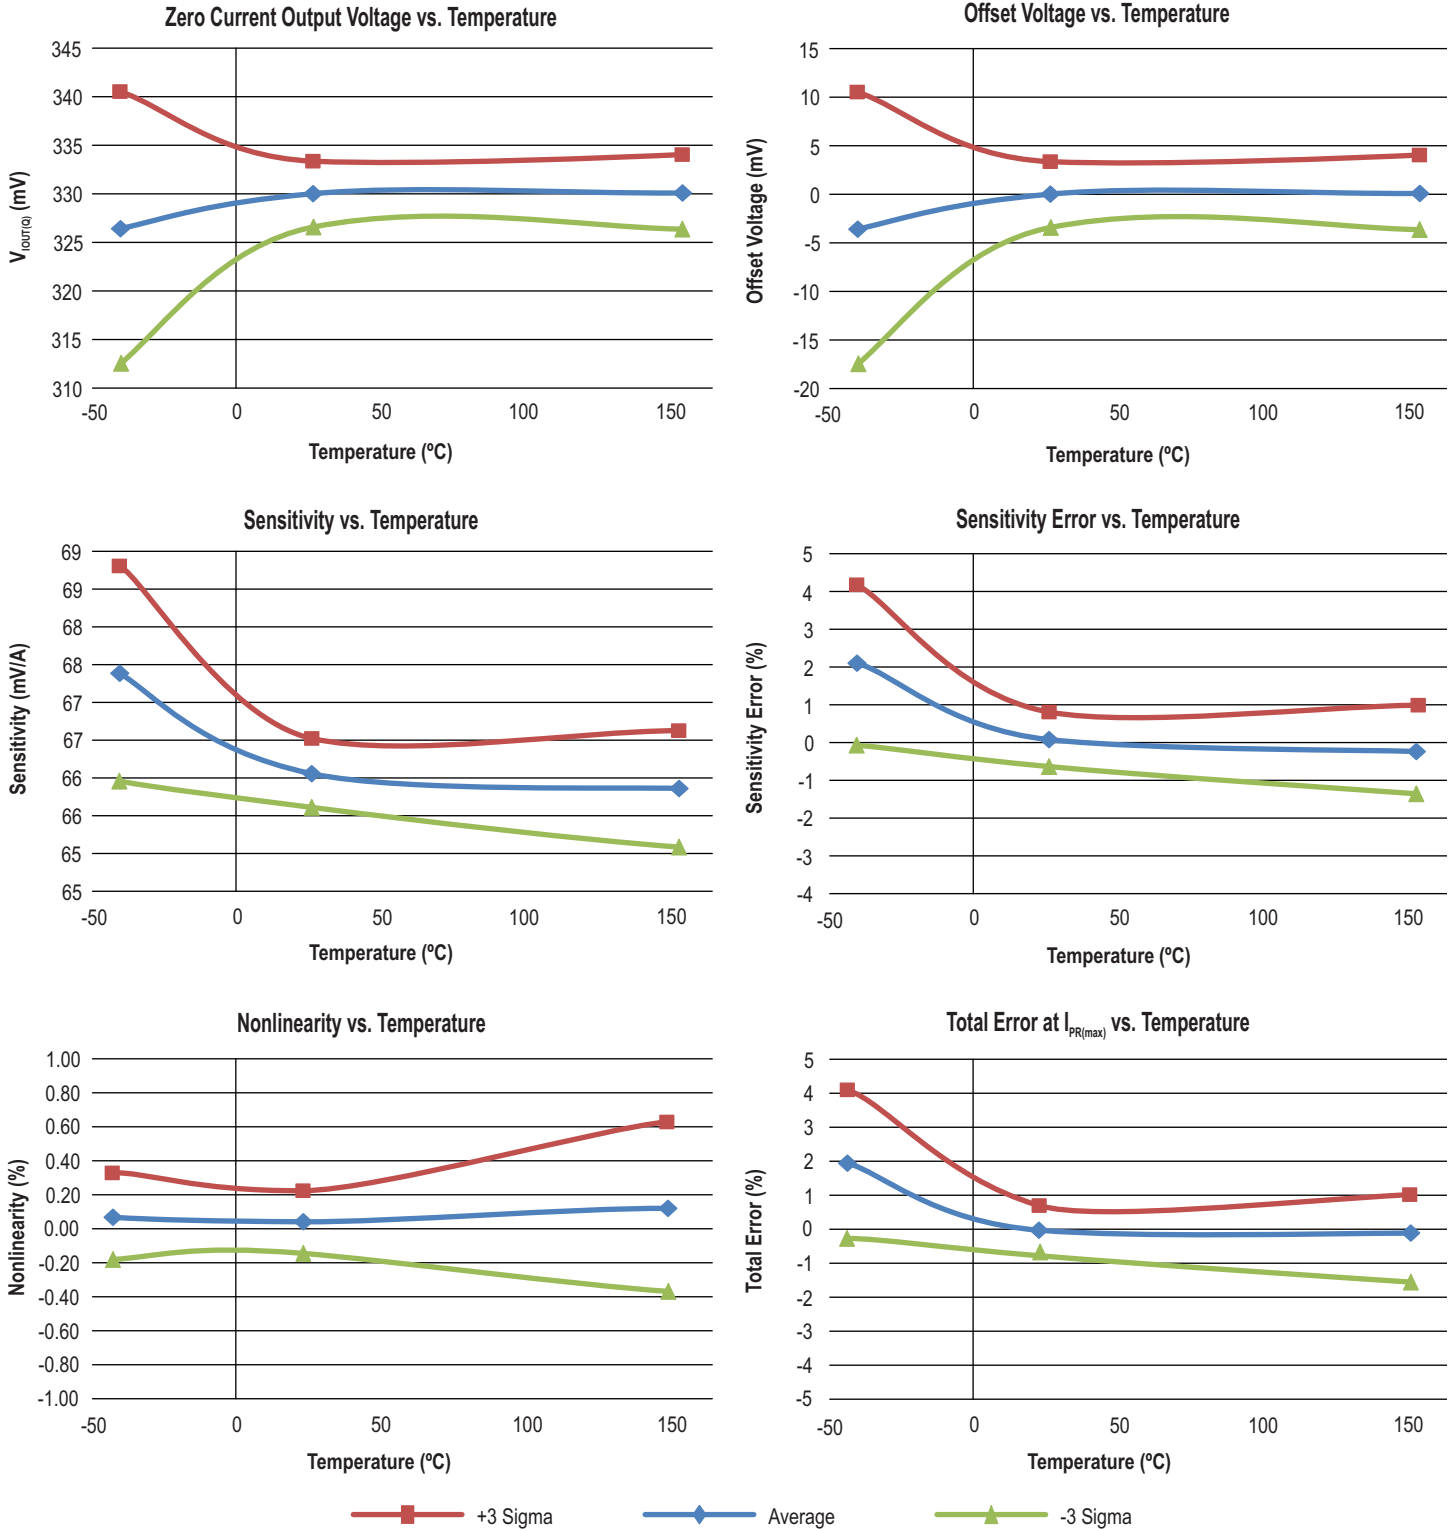 Zero Current Output Voltage vs. Temperature
345
340
335
330
325
320
315
310
V_IOUT(Q) (mV)
-50 0 50 100 150
Temperature (ºC)
Offset Voltage vs. Temperature
15
10
5
0
-5
-10
-15
-20
Offset Voltage (mV)
-50 0 50 100 150
Temperature (ºC)
Sensitivity vs. Temperature
69
69
68
68
67
67
66
66
65
65
Sensitivity (mV/A)
-50 0 50 100 150
Temperature (ºC)
Sensitivity Error vs. Temperature
5
4
3
2
1
0
-1
-2
-3
-4
Sensitivity Error (%)
-50 0 50 100 150
Temperature (ºC)
Nonlinearity vs. Temperature
1.00
0.80
0.60
0.40
0.20
0.00
-0.20
-0.40
-0.60
-0.80
-1.00
Nonlinearity (%)
-50 0 50 100 150
Temperature (ºC)
Total Error at I_PR(max) vs. Temperature
5
4
3
2
1
0
-1
-2
-3
-4
-5
Total Error (%)
-50 0 50 100 150
Temperature (ºC)
+3 Sigma Average -3 Sigma